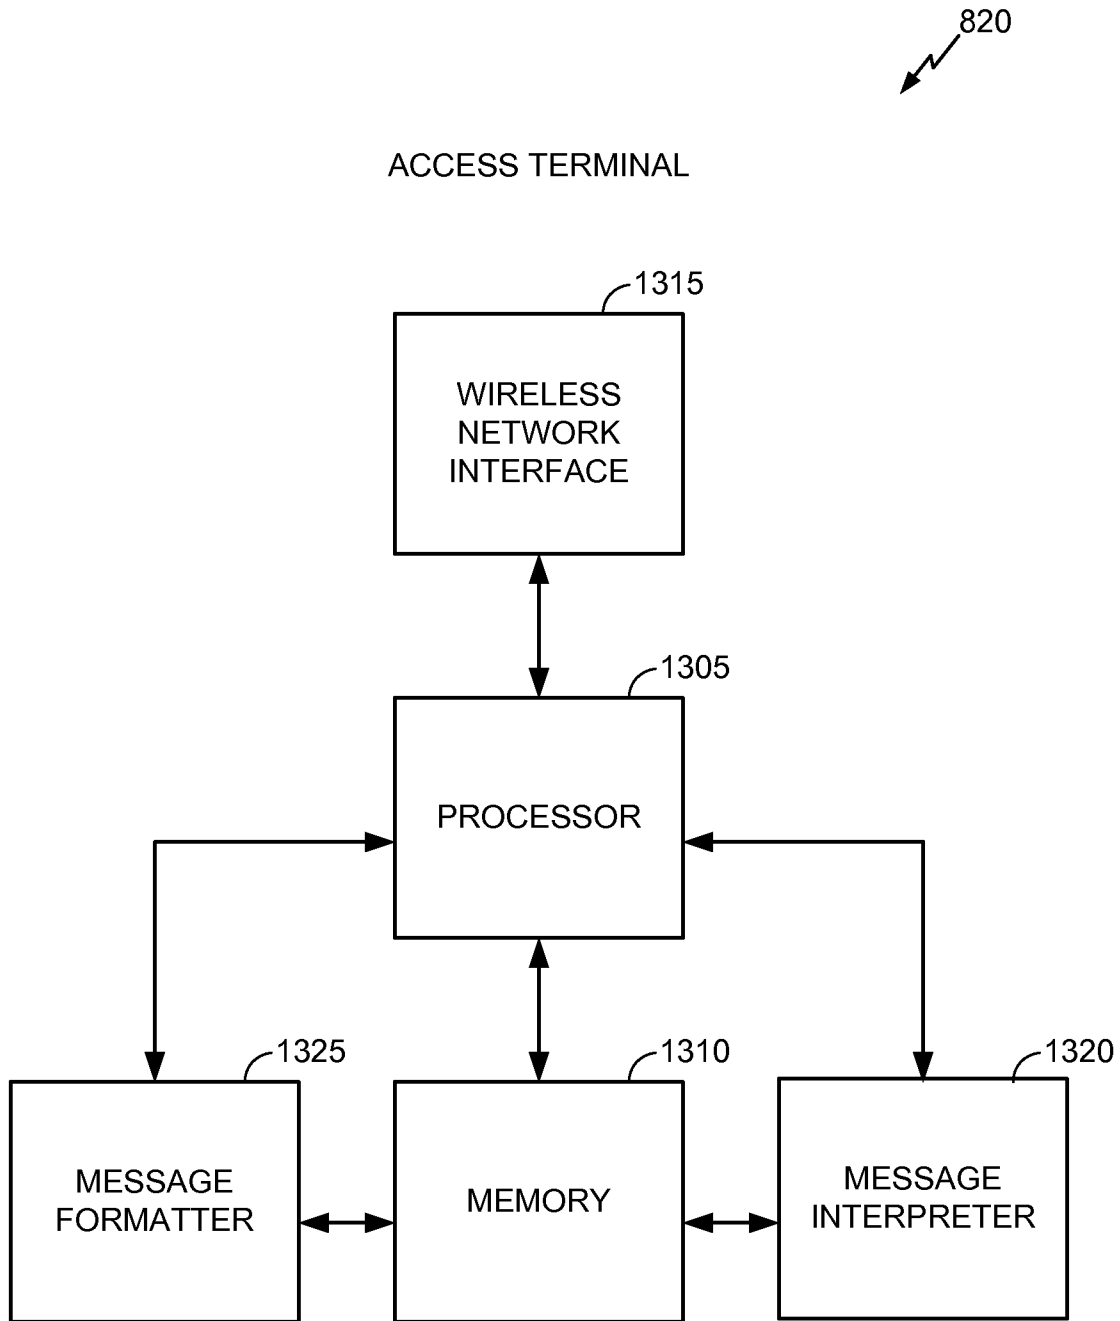 820
ACCESS TERMINAL
1315
WIRELESS
NETWORK
INTERFACE
1305
PROCESSOR
1325
MESSAGE
FORMATTER
1310
MEMORY
1320
MESSAGE
INTERPRETER